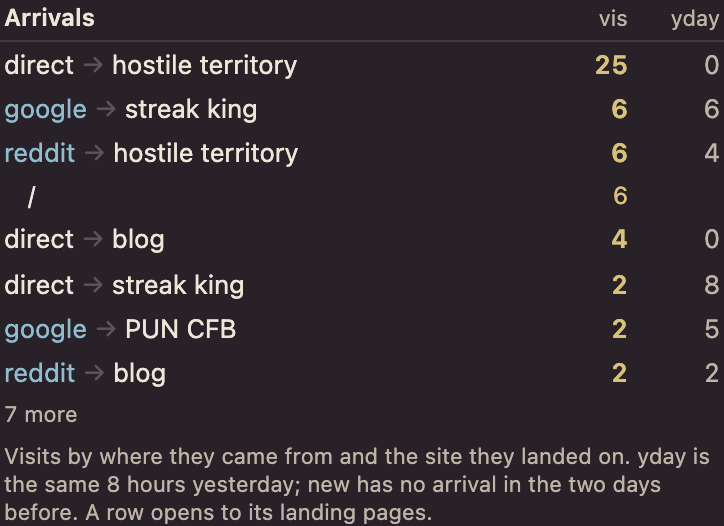 Arrivals vis yday
direct → hostile territory 25 0
google → streak king 6 6
reddit → hostile territory 6 4
/ 6
direct → blog 4 0
direct → streak king 2 8
google → PUN CFB 2 5
reddit → blog 2 2
7 more
Visits by where they came from and the site they landed on. yday is
the same 8 hours yesterday; new has no arrival in the two days
before. A row opens to its landing pages.